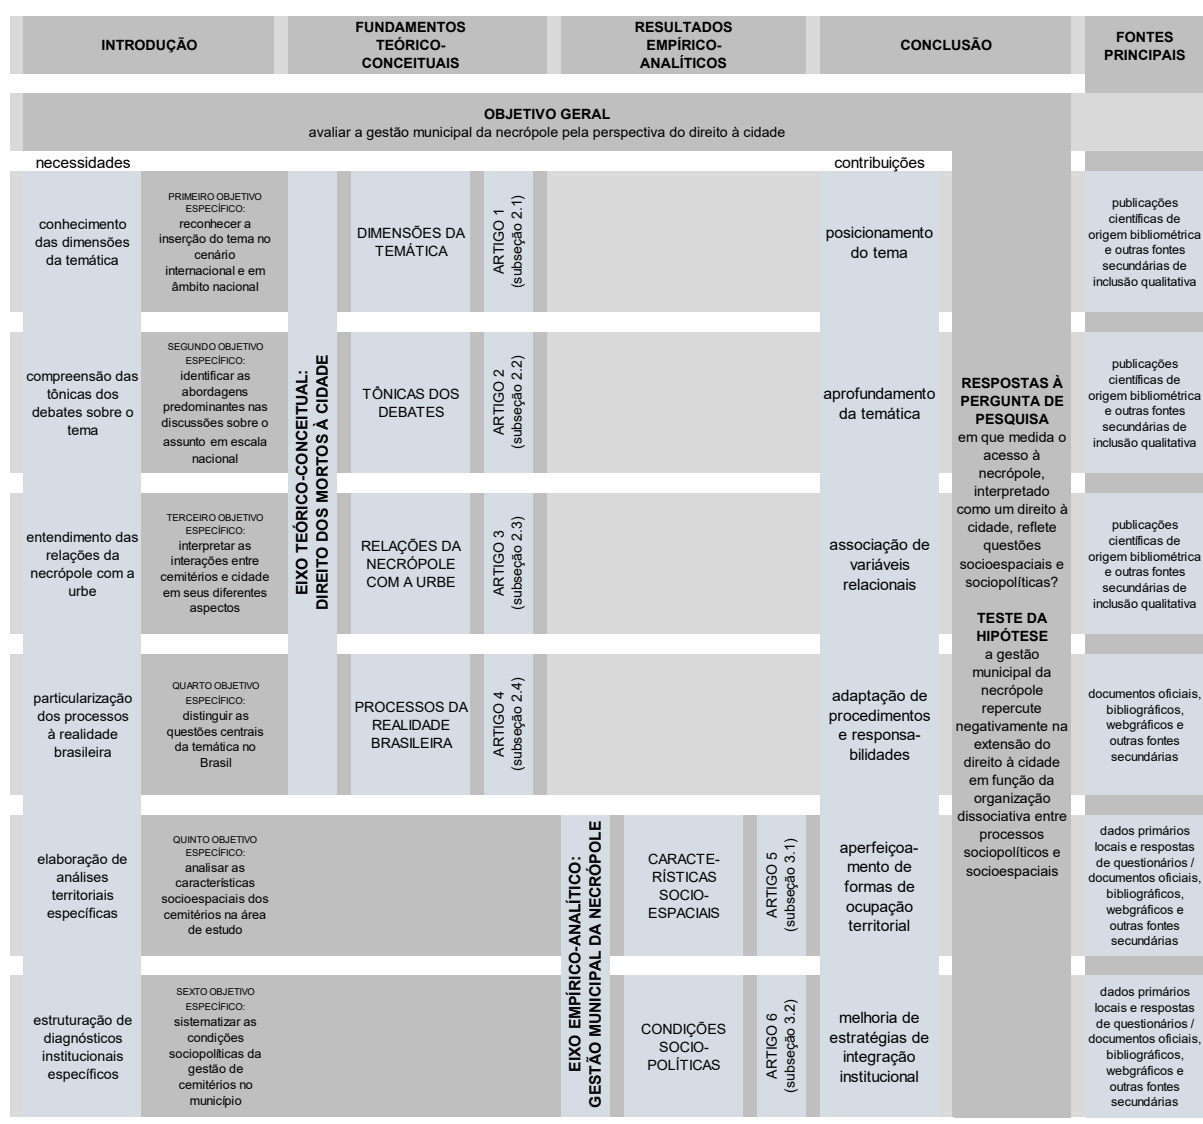 INTRODUÇÃO
FUNDAMENTOS
TEÓRICO-
CONCEITUAIS
RESULTADOS
EMPÍRICO-
ANALÍTICOS
CONCLUSÃO
FONTES
PRINCIPAIS
OBJETIVO GERAL
avaliar a gestão municipal da necrópole pela perspectiva do direito à cidade
necessidades
contribuições
conhecimento
das dimensões
da temática
PRIMEIRO OBJETIVO
ESPECÍFICO:
reconhecer a
inserção do tema no
cenário
internacional e em
âmbito nacional
EIXO TEÓRICO-CONCEITUAL:
DIREITO DOS MORTOS À CIDADE
DIMENSÕES DA
TEMÁTICA
ARTIGO 1
(subseção 2.1)
posicionamento
do tema
publicações
científicas de
origem bibliométrica
e outras fontes
secundárias de
inclusão qualitativa
compreensão das
tônicas dos
debates sobre o
tema
SEGUNDO OBJETIVO
ESPECÍFICO:
identificar as
abordagens
predominantes nas
discussões sobre o
assunto em escala
nacional
TÔNICAS DOS
DEBATES
ARTIGO 2
(subseção 2.2)
aprofundamento
da temática
RESPOSTAS À
PERGUNTA DE
PESQUISA
em que medida o
acesso à
necrópole,
interpretado
como um direito à
cidade, reflete
questões
socioespaciais e
sociopolíticas?
TESTE DA
HIPÓTESE
a gestão
municipal da
necrópole
repercute
negativamente na
extensão do
direito à cidade
em função da
organização
dissociativa entre
processos
sociopolíticos e
socioespaciais
publicações
científicas de
origem bibliométrica
e outras fontes
secundárias de
inclusão qualitativa
entendimento das
relações da
necrópole com a
urbe
TERCEIRO OBJETIVO
ESPECÍFICO:
interpretar as
interações entre
cemitérios e cidade
em seus diferentes
aspectos
RELAÇÕES DA
NECRÓPOLE
COM A URBE
ARTIGO 3
(subseção 2.3)
associação de
variáveis
relacionais
publicações
científicas de
origem bibliométrica
e outras fontes
secundárias de
inclusão qualitativa
particularização
dos processos
à realidade
brasileira
QUARTO OBJETIVO
ESPECÍFICO:
distinguir as
questões centrais
da temática no
Brasil
PROCESSOS DA
REALIDADE
BRASILEIRA
ARTIGO 4
(subseção 2.4)
adaptação de
procedimentos
e responsa-
bilidades
documentos oficiais,
bibliográficos,
webgráficos e
outras fontes
secundárias
elaboração de
análises
territoriais
específicas
QUINTO OBJETIVO
ESPECÍFICO:
analisar as
características
socioespaciais dos
cemitérios na área
de estudo
EIXO EMPÍRICO-ANALÍTICO:
GESTÃO MUNICIPAL DA NECRÓPOLE
CARACTE-
RÍSTICAS
SOCIO-
ESPACIAIS
ARTIGO 5
(subseção 3.1)
aperfeiçoa-
mento de
formas de
ocupação
territorial
dados primários
locais e respostas
de questionários /
documentos oficiais,
bibliográficos,
webgráficos e
outras fontes
secundárias
estruturação de
diagnósticos
institucionais
específicos
SEXTO OBJETIVO
ESPECÍFICO:
sistematizar as
condições
sociopolíticas da
gestão de
cemitérios no
município
CONDIÇÕES
SOCIO-
POLÍTICAS
ARTIGO 6
(subseção 3.2)
melhoria de
estratégias de
integração
institucional
dados primários
locais e respostas
de questionários /
documentos oficiais,
bibliográficos,
webgráficos e
outras fontes
secundárias